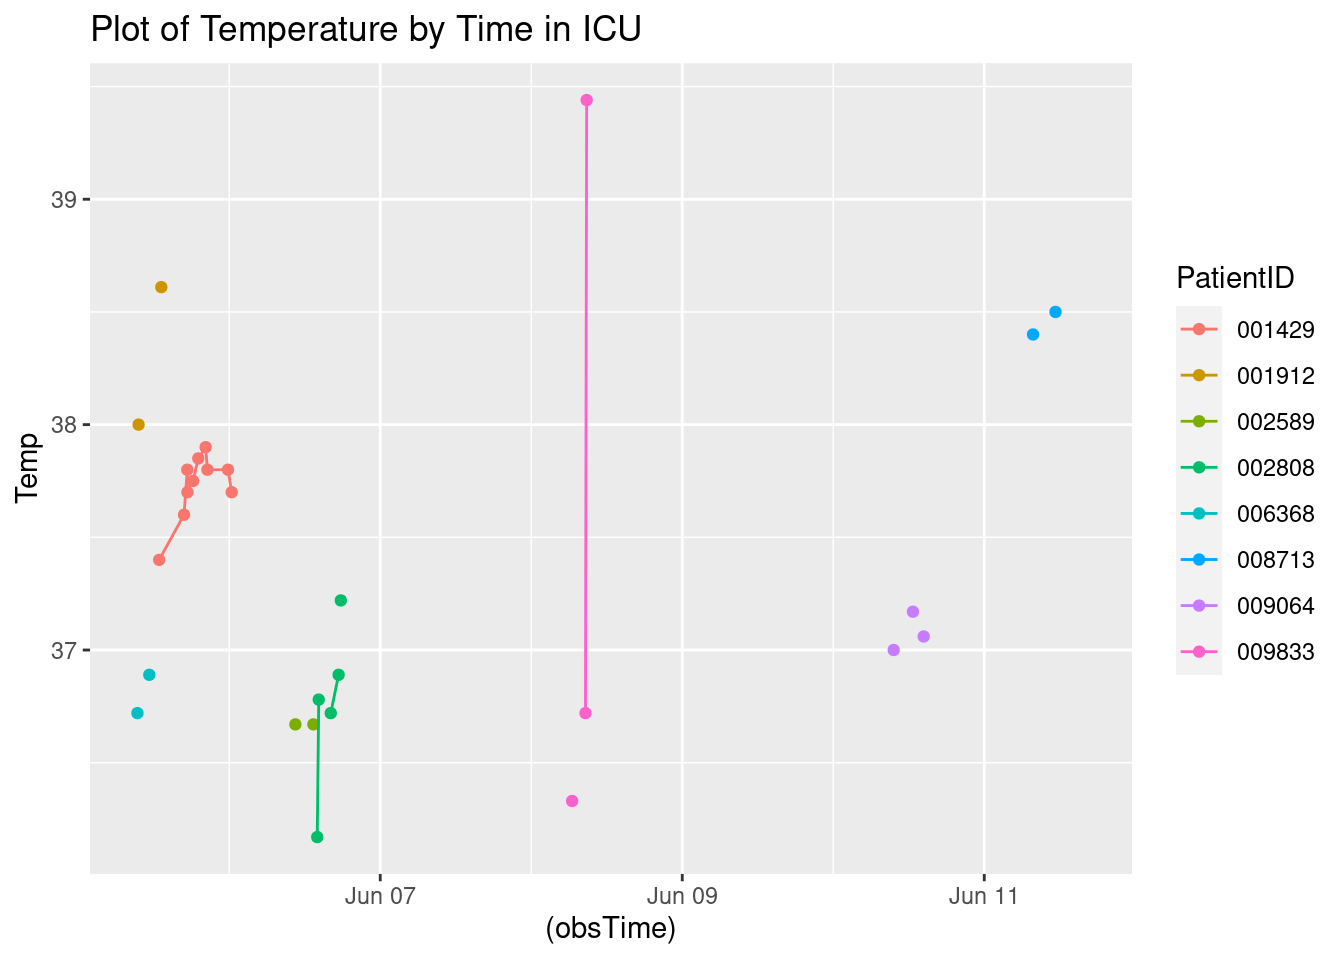 Plot of Temperature by Time in ICU
39
38
37
Temp
Jun 07
Jun 09
Jun 11
(obsTime)
PatientID
001429
001912
002589
002808
006368
008713
009064
009833